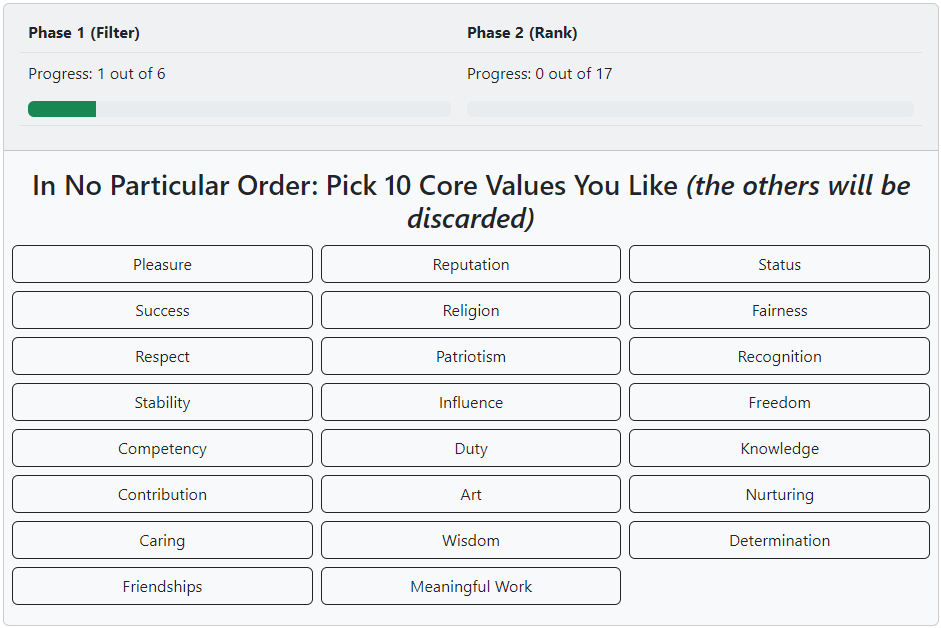 Phase 1 (Filter)
Phase 2 (Rank)
Progress: 1 out of 6
Progress: 0 out of 17
In No Particular Order: Pick 10 Core Values You Like (the others will be
discarded)
Pleasure
Reputation
Status
Success
Religion
Fairness
Respect
Patriotism
Recognition
Stability
Influence
Freedom
Competency
Duty
Knowledge
Contribution
Art
Nurturing
Caring
Wisdom
Determination
Friendships
Meaningful Work